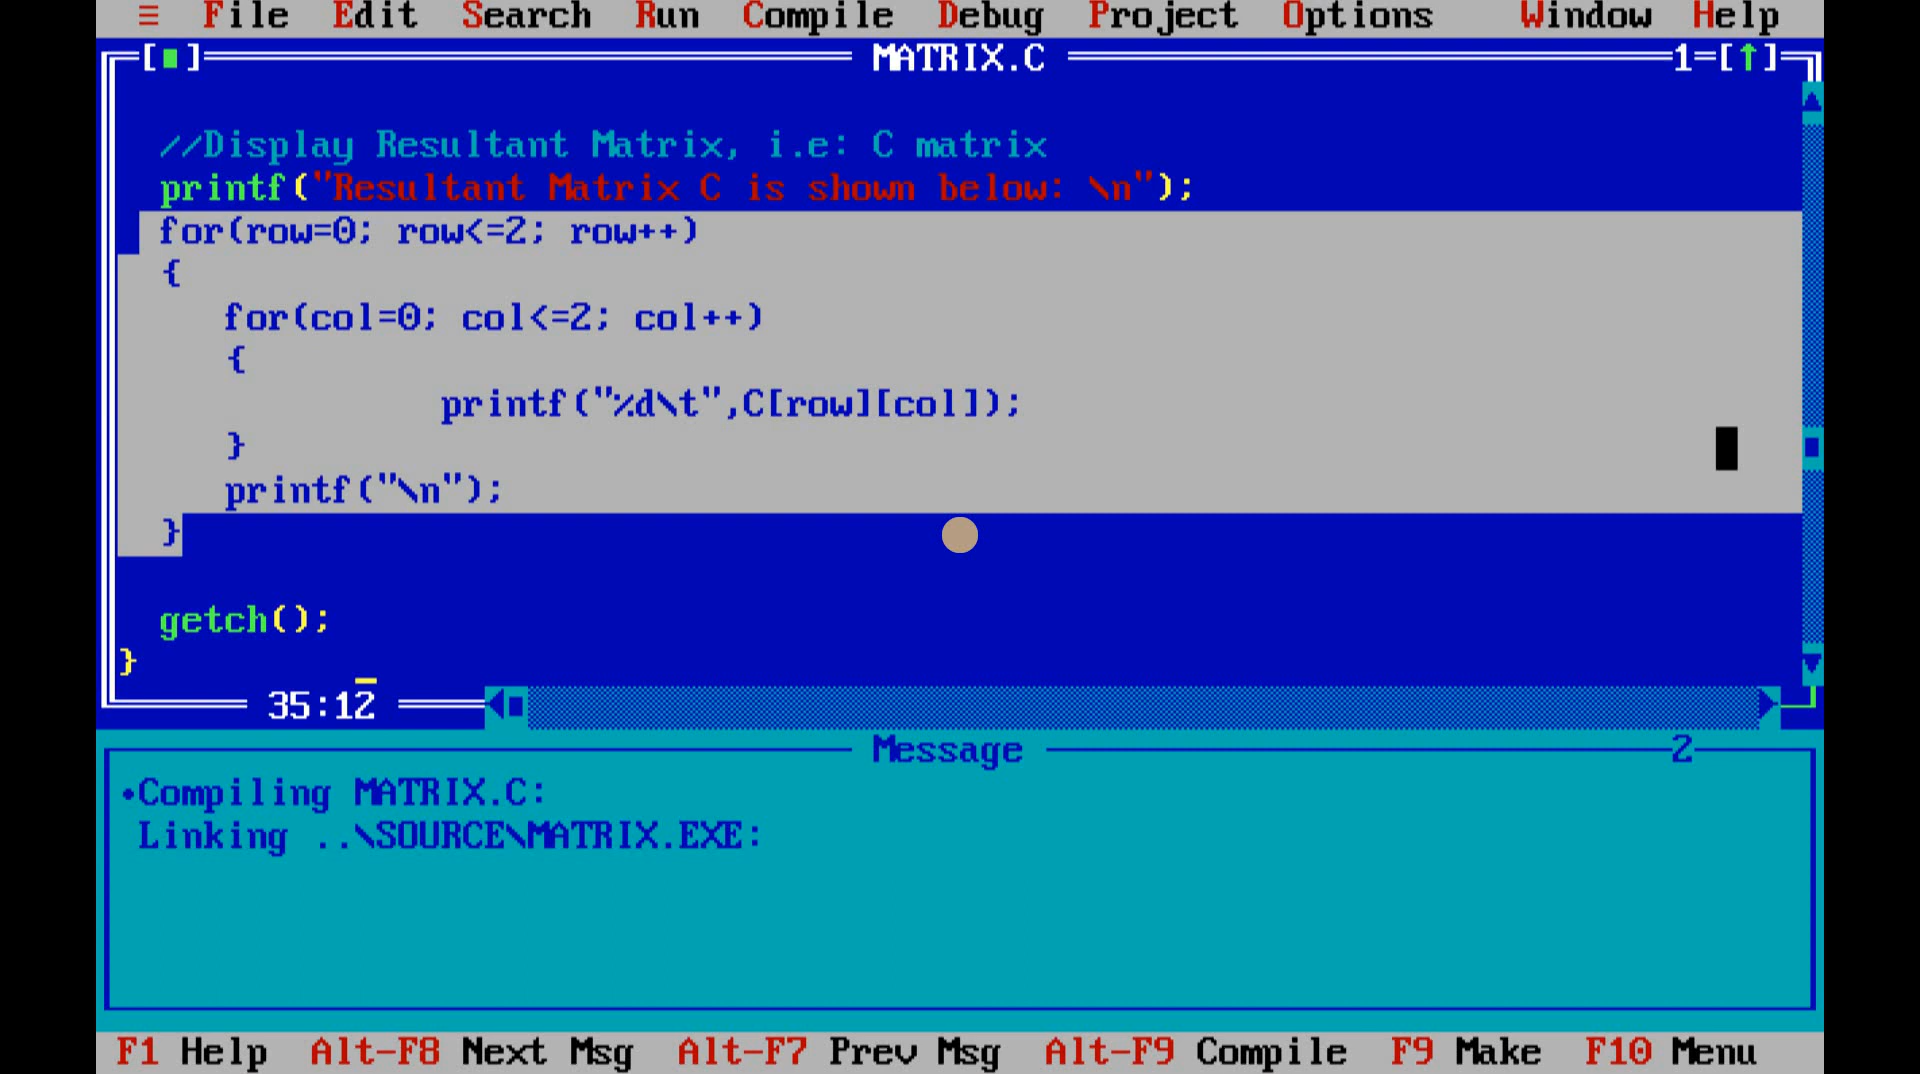 ≡ File Edit Search Run Compile Debug Project Options Window Help
[■] MATRIX.C 1=[↑]
//Display Resultant Matrix, i.e: C matrix
printf("Resultant Matrix C is shown below: \n");
for(row=0; row<=2; row++)
{
for(col=0; col<=2; col++)
{
printf("%d\t",C[row][col]);
}
printf("\n");
}
getch();
}
35:12
Message 2
•Compiling MATRIX.C:
Linking ..\SOURCE\MATRIX.EXE:
F1 Help Alt-F8 Next Msg Alt-F7 Prev Msg Alt-F9 Compile F9 Make F10 Menu